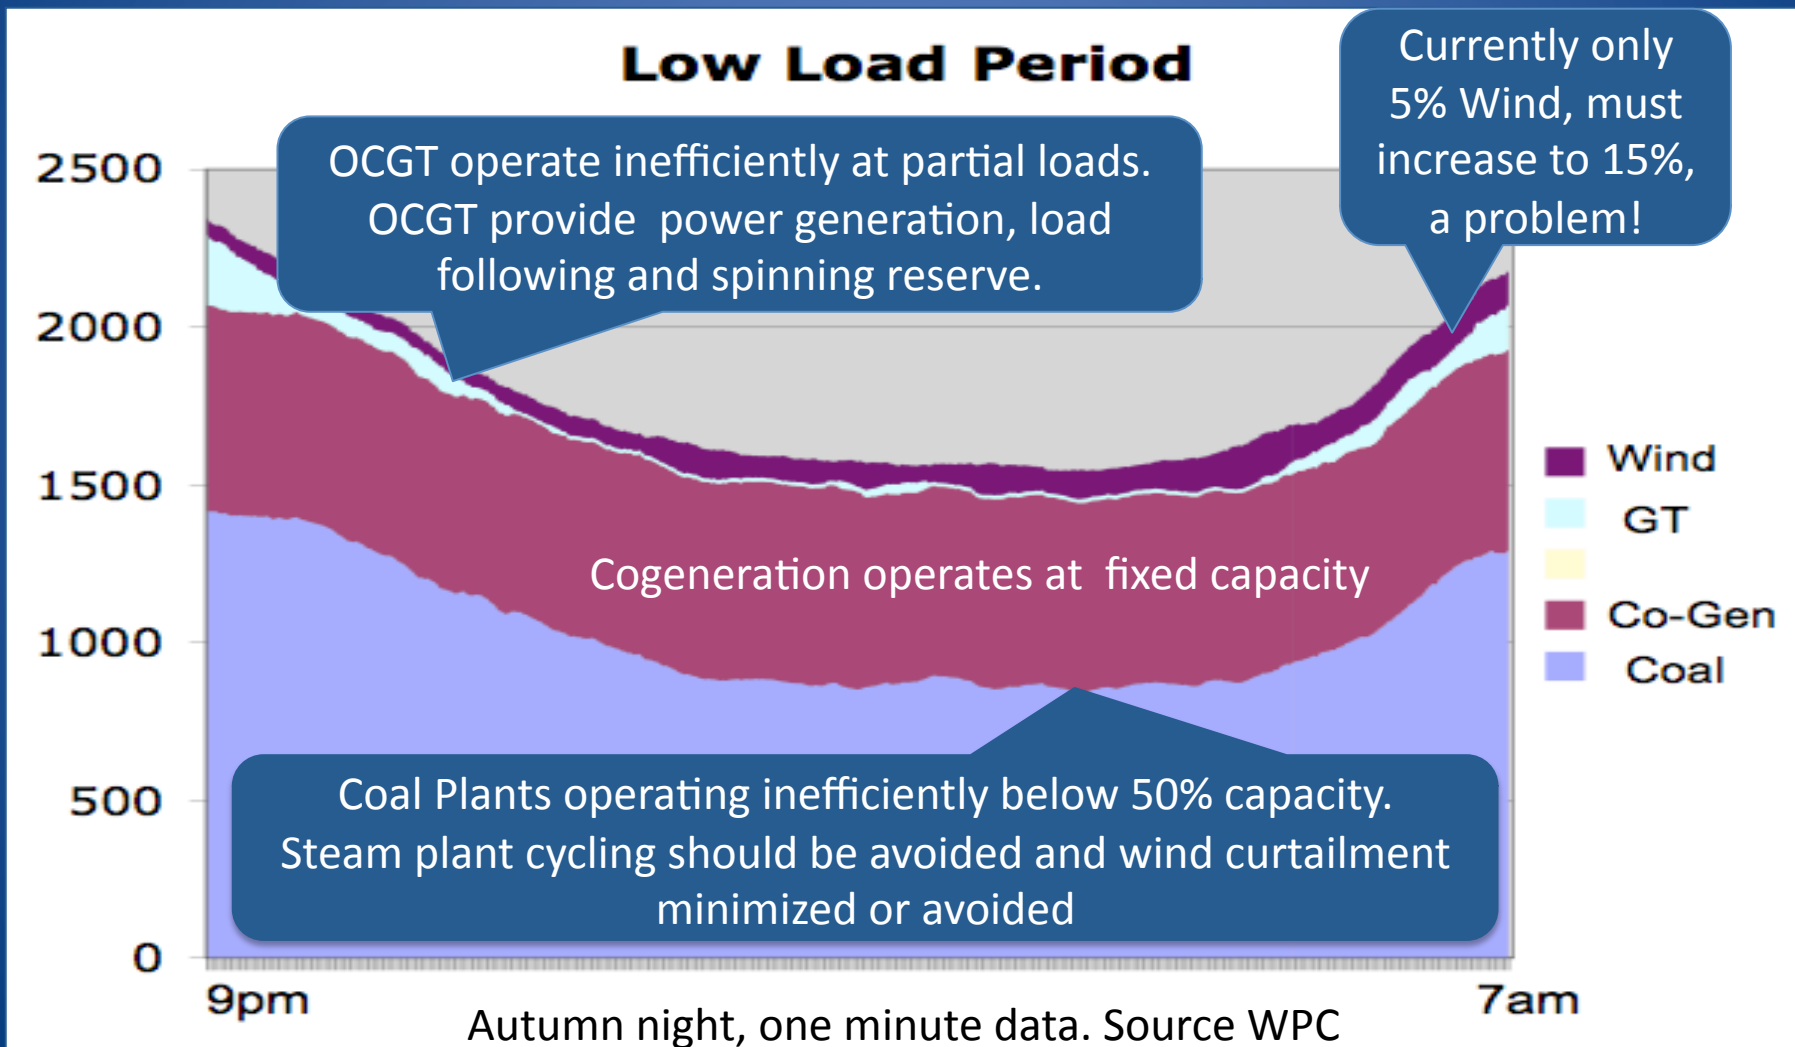 Low Load Period
Currently only
5% Wind, must
increase to 15%,
a problem!
OCGT operate inefficiently at partial loads.
OCGT provide power generation, load
following and spinning reserve.
2500
2000
1500
1000
500
0
Wind
GT
Co-Gen
Coal
Cogeneration operates at fixed capacity
Coal Plants operating inefficiently below 50% capacity.
Steam plant cycling should be avoided and wind curtailment
minimized or avoided
9pm
7am
Autumn night, one minute data. Source WPC